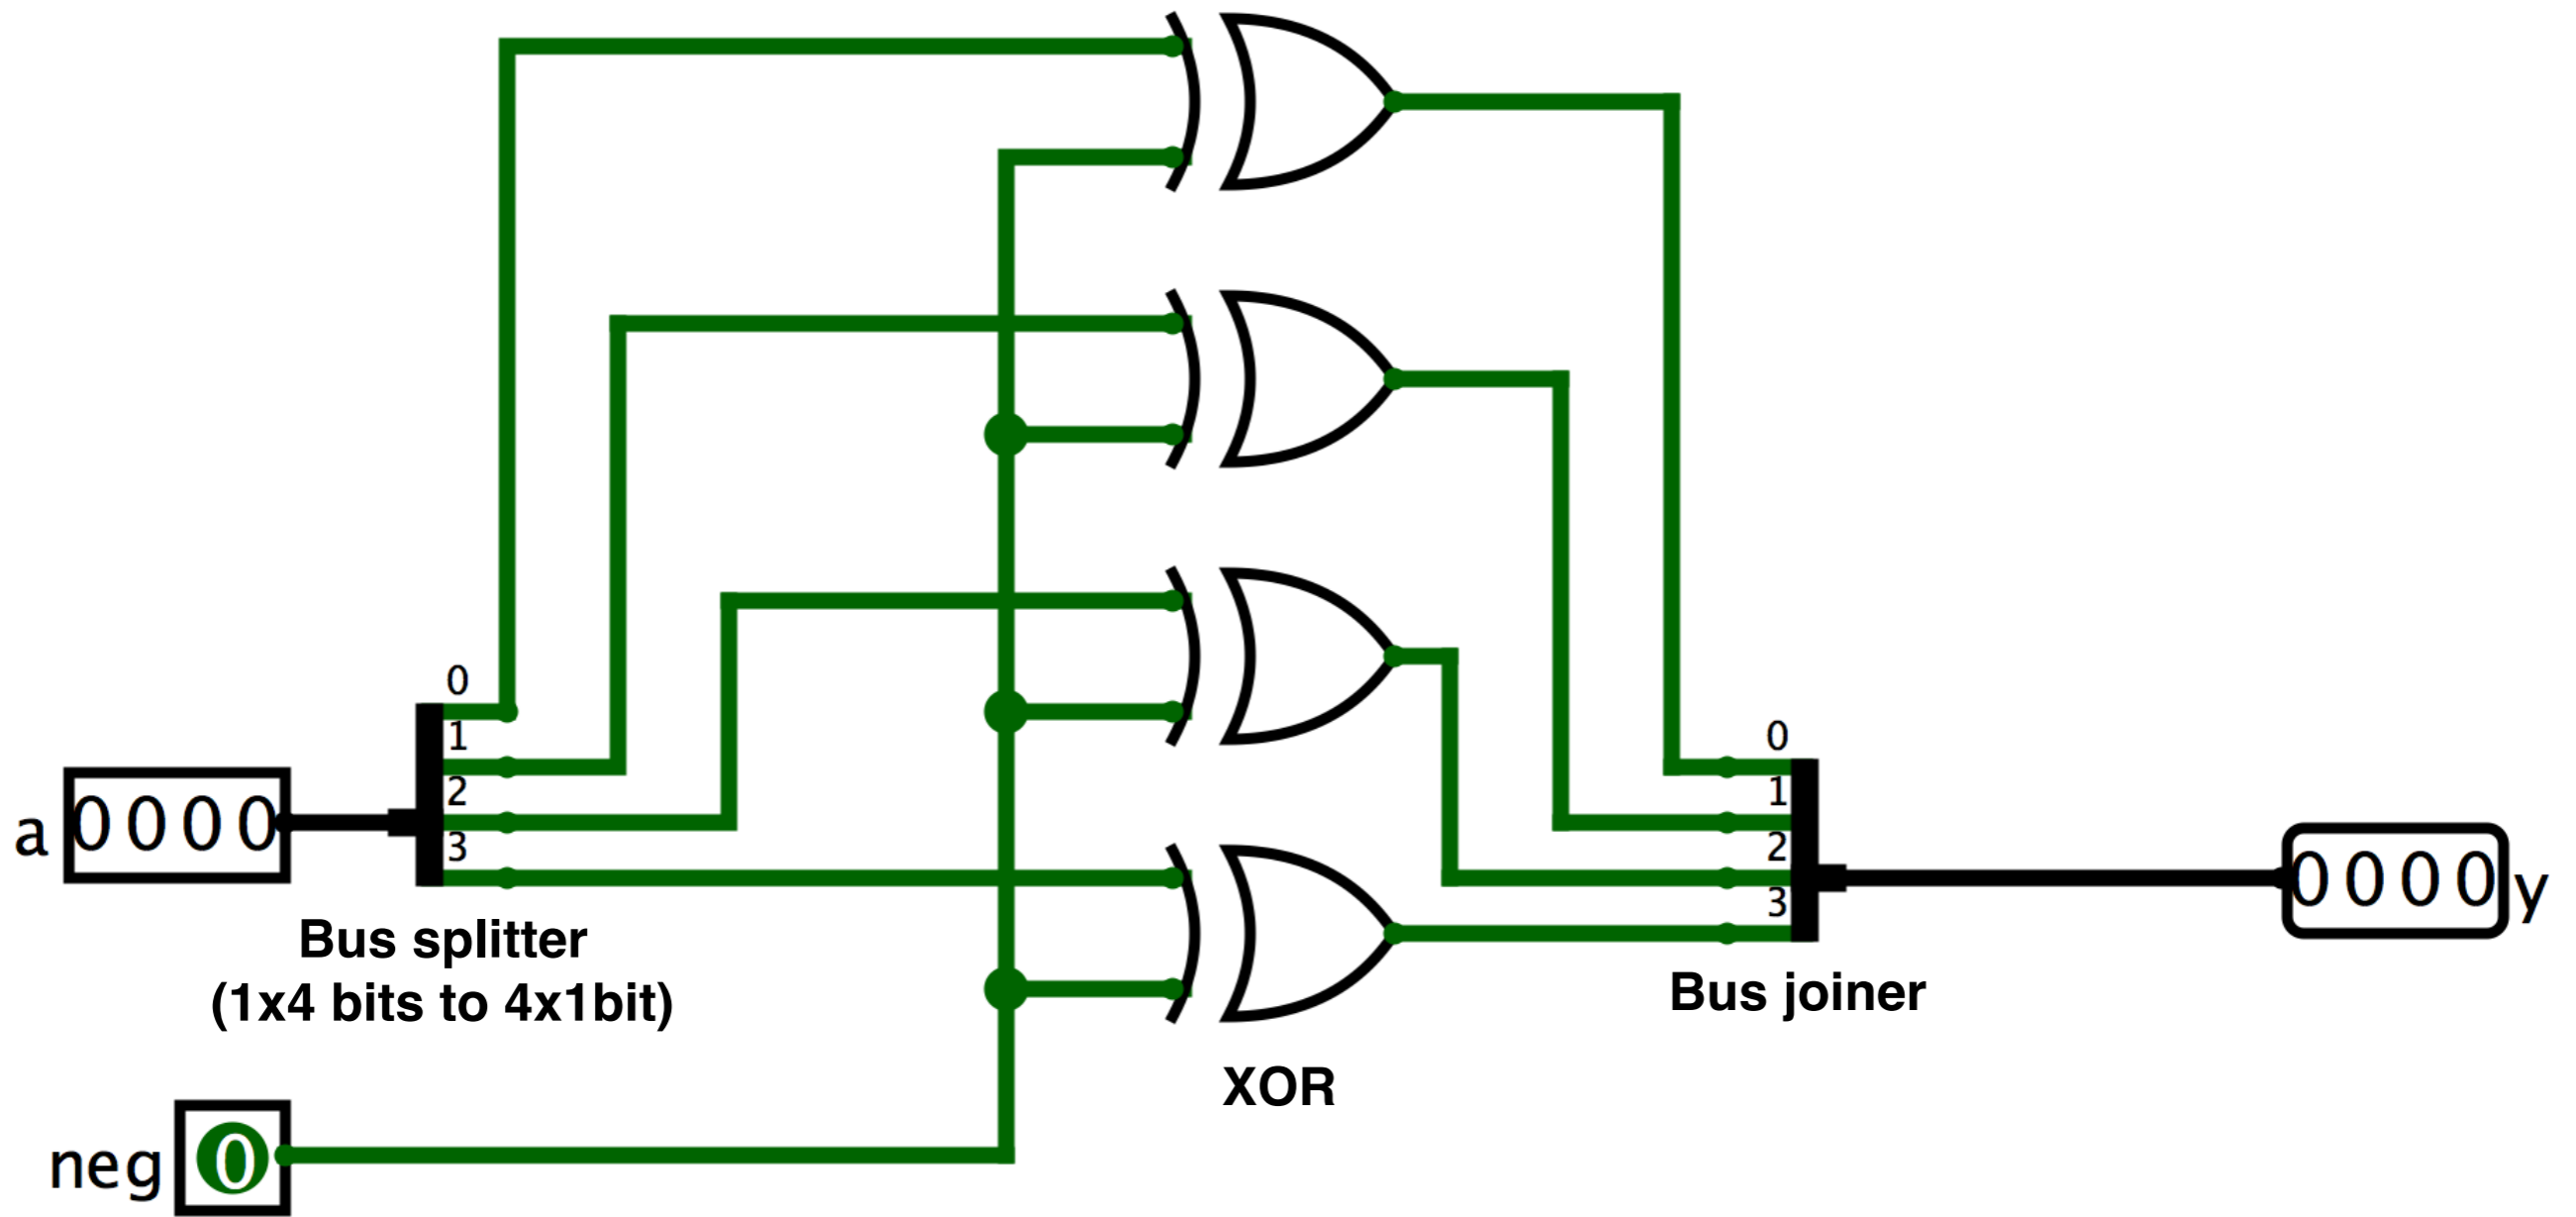 0
1
2
3
a
0000
Bus splitter
(1x4 bits to 4x1bit)
neg
0
XOR
0
1
2
3
0000
y
Bus joiner